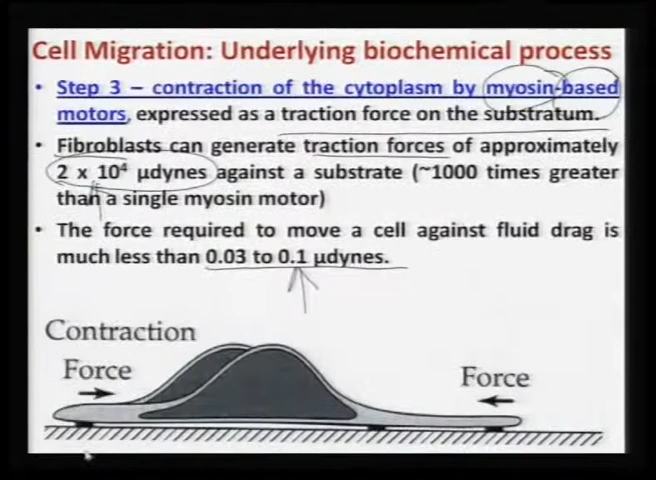 Cell Migration: Underlying biochemical process
• Step 3 – contraction of the cytoplasm by myosin-based
motors, expressed as a traction force on the substratum.
• Fibroblasts can generate traction forces of approximately
2 x 10⁴ µdynes against a substrate (~1000 times greater
than a single myosin motor)
• The force required to move a cell against fluid drag is
much less than 0.03 to 0.1 µdynes.
Contraction
Force
Force